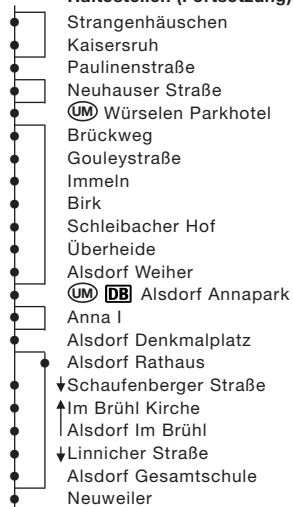 Haltestellen (Fortsetzung)
Strangenhäuschen
Kaisersruh
Paulinenstraße
Neuhauser Straße
UM Würselen Parkhotel
Brückweg
Gouleystraße
Immeln
Birk
Schleibacher Hof
Überheide
Alsdorf Weiher
UM DB Alsdorf Annapark
Anna I
Alsdorf Denkmalplatz
Alsdorf Rathaus
Schaufenberger Straße
Im Brühl Kirche
Alsdorf Im Brühl
Linnicher Straße
Alsdorf Gesamtschule
Neuweiler